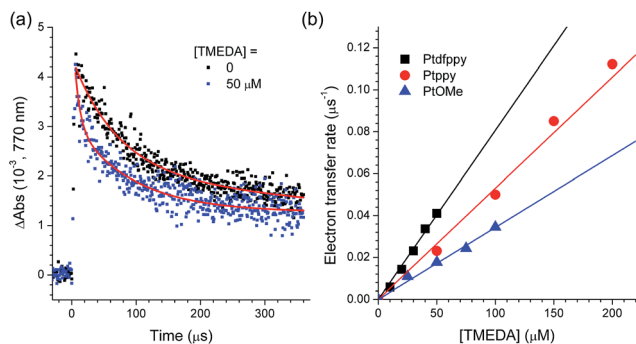 (a)
[TMEDA] =
0
50 μM
ΔAbs (10⁻³, 770 nm)
5
4
3
2
1
0
0 100 200 300
Time (μs)
(b)
Ptdfppy
Ptppy
PtOMe
Electron transfer rate (μs⁻¹)
0.12
0.10
0.08
0.06
0.04
0.02
0.00
0 50 100 150 200
[TMEDA] (μM)